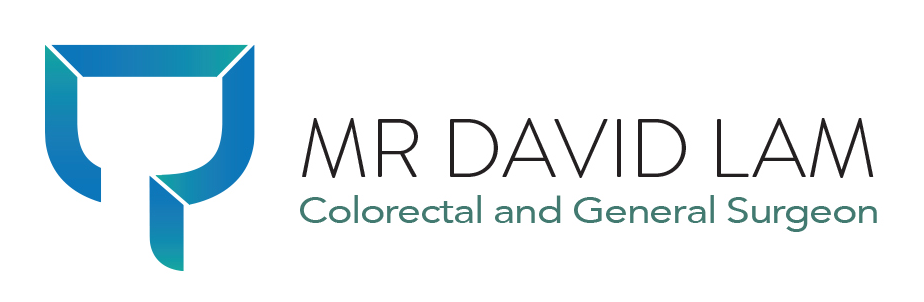 MR DAVID LAM
Colorectal and General Surgeon